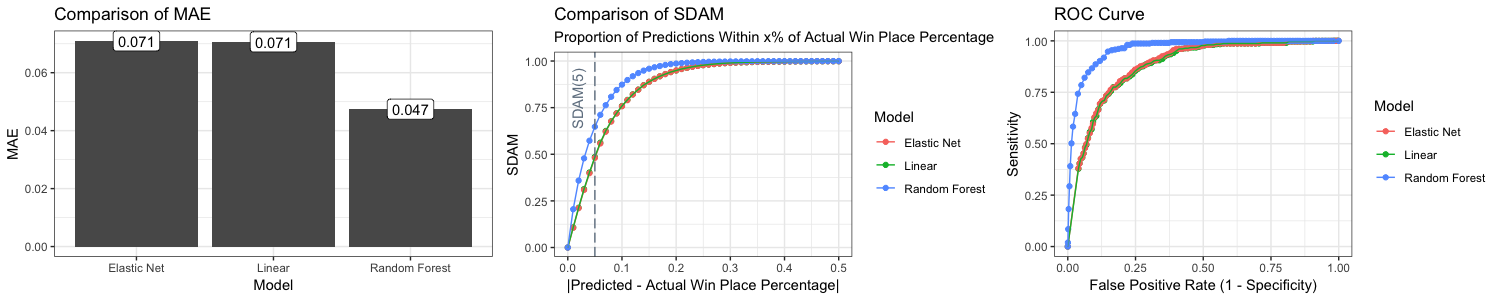 Comparison of MAE
MAE
0.06
0.04
0.02
0.00
0.071
0.071
0.047
Elastic Net
Linear
Random Forest
Model
Comparison of SDAM
Proportion of Predictions Within x% of Actual Win Place Percentage
SDAM
1.00
0.75
0.50
0.25
0.00
SDAM(5)
0.0
0.1
0.2
0.3
0.4
0.5
|Predicted - Actual Win Place Percentage|
Model
Elastic Net
Linear
Random Forest
ROC Curve
Sensitivity
1.00
0.75
0.50
0.25
0.00
0.00
0.25
0.50
0.75
1.00
False Positive Rate (1 - Specificity)
Model
Elastic Net
Linear
Random Forest